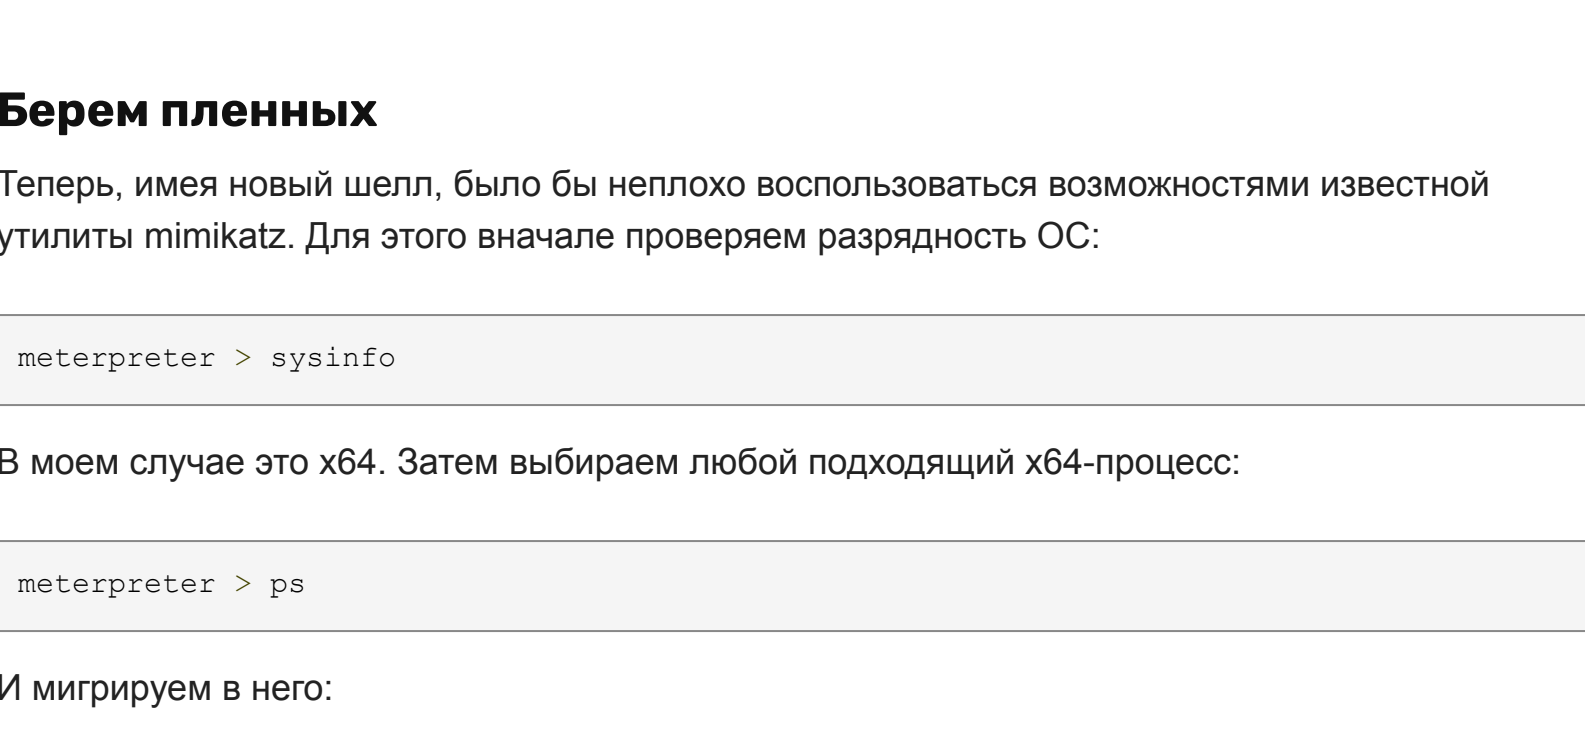 Берем пленных
Теперь, имея новый шелл, было бы неплохо воспользоваться возможностями известной
утилиты mimikatz. Для этого вначале проверяем разрядность ОС:
meterpreter > sysinfo
В моем случае это x64. Затем выбираем любой подходящий x64-процесс:
meterpreter > ps
И мигрируем в него: